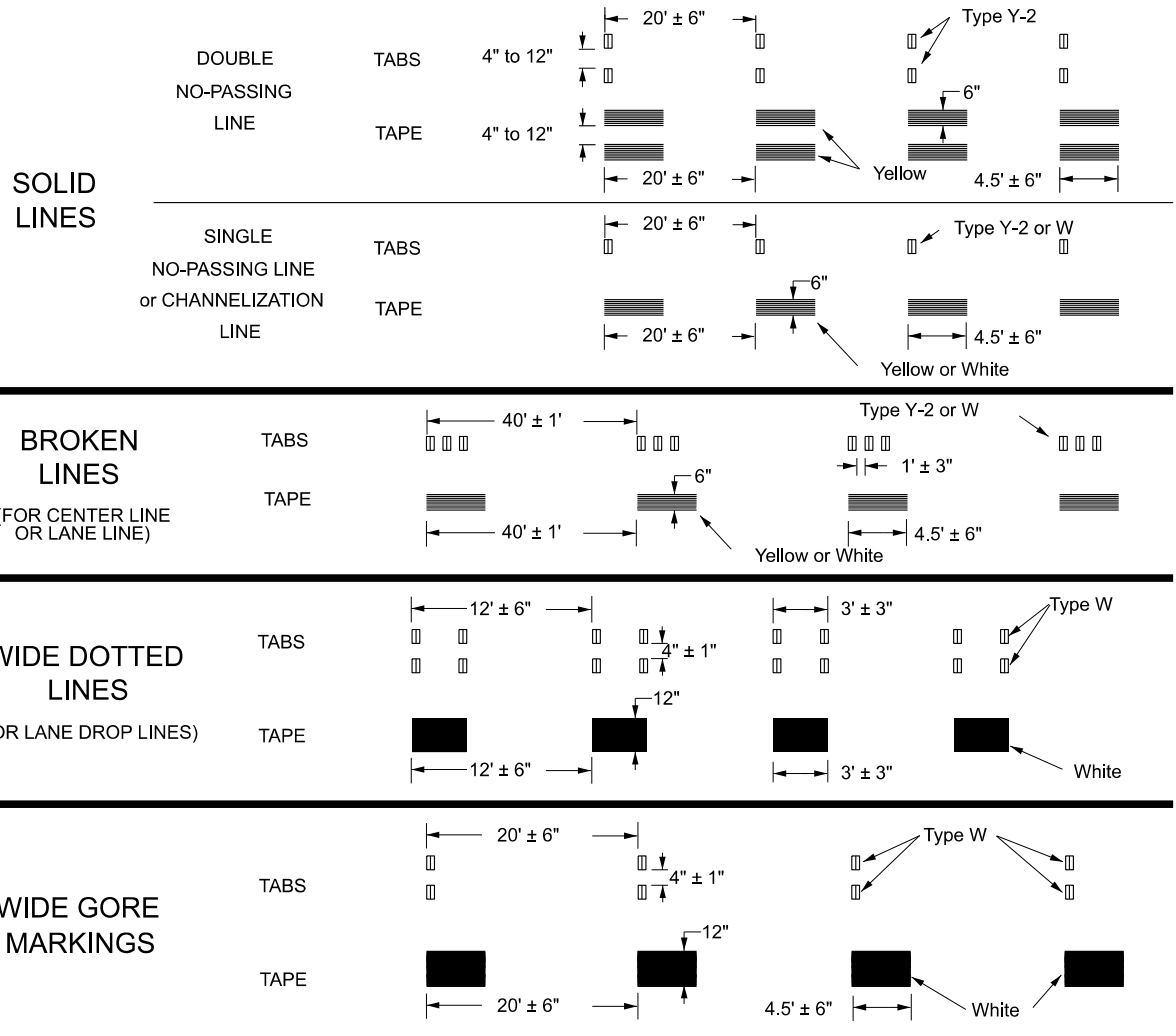 SOLID
LINES
DOUBLE
NO-PASSING
LINE
TABS
4" to 12"
20' ± 6"
Type Y-2
TAPE
4" to 12"
6"
Yellow
20' ± 6"
4.5' ± 6"
SINGLE
NO-PASSING LINE
or CHANNELIZATION
LINE
TABS
20' ± 6"
Type Y-2 or W
TAPE
6"
20' ± 6"
4.5' ± 6"
Yellow or White
BROKEN
LINES
(FOR CENTER LINE
OR LANE LINE)
TABS
40' ± 1'
Type Y-2 or W
1' ± 3"
TAPE
6"
40' ± 1'
4.5' ± 6"
Yellow or White
WIDE DOTTED
LINES
OR LANE DROP LINES)
TABS
12' ± 6"
3' ± 3"
Type W
4" ± 1"
TAPE
12"
12' ± 6"
3' ± 3"
White
WIDE GORE
MARKINGS
TABS
20' ± 6"
4" ± 1"
Type W
TAPE
12"
20' ± 6"
4.5' ± 6"
White